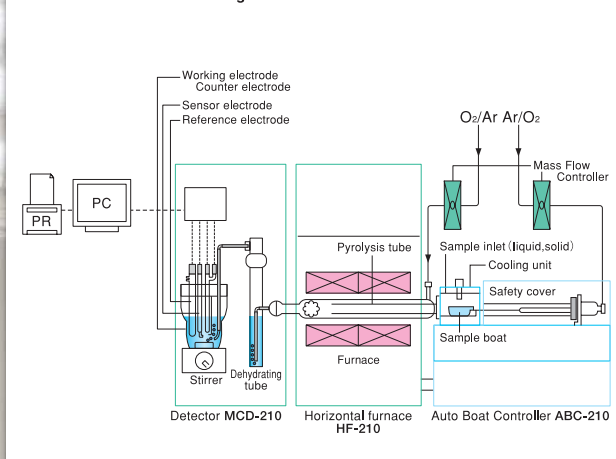 Working electrode
Counter electrode
Sensor electrode
Reference electrode
O2/Ar Ar/O2
Mass Flow
Controller
PR
PC
Pyrolysis tube
Sample inlet (liquid,solid)
Cooling unit
Safety cover
Sample boat
Furnace
Stirrer
Dehydrating
tube
Detector MCD-210
Horizontal furnace
HF-210
Auto Boat Controller ABC-210